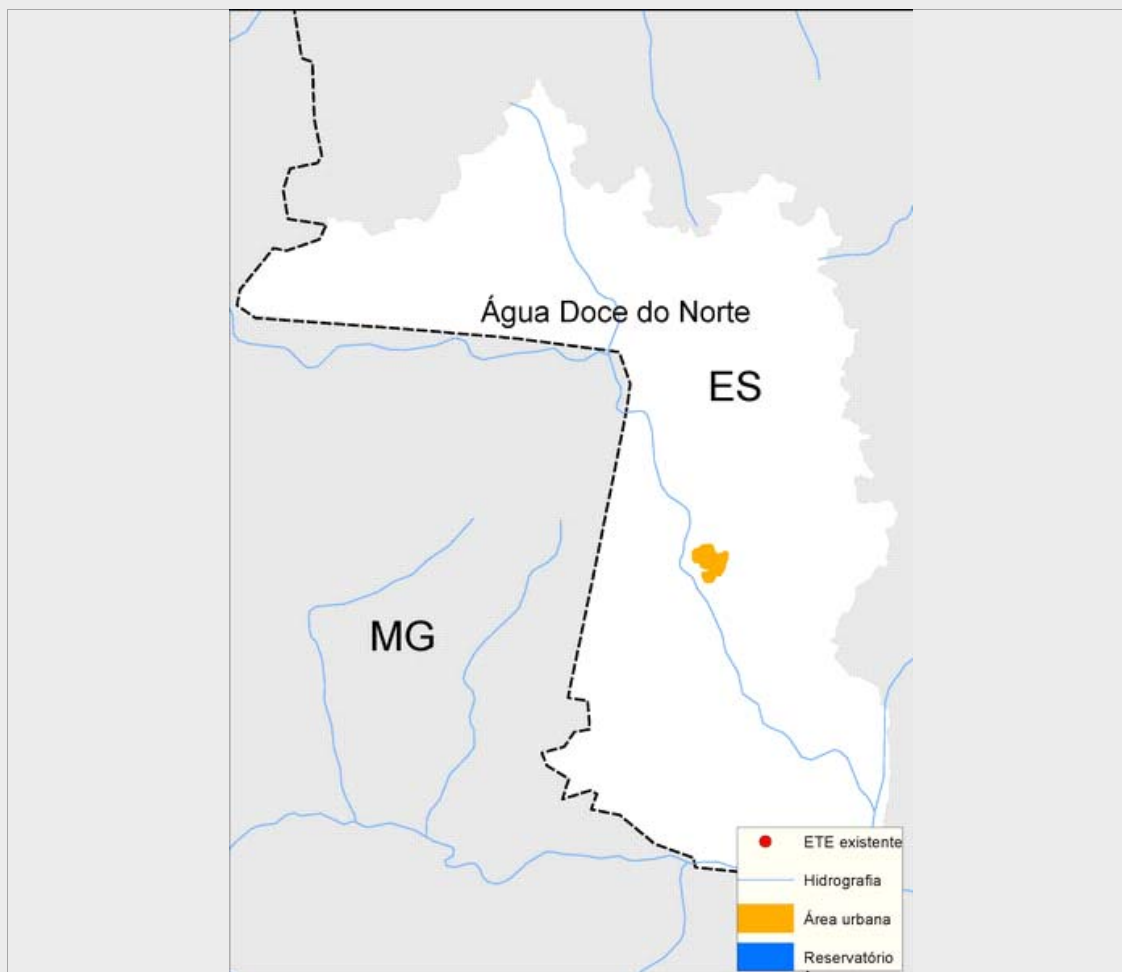 Água Doce do Norte
ES
MG
ETE existente
Hidrografia
Área urbana
Reservatório